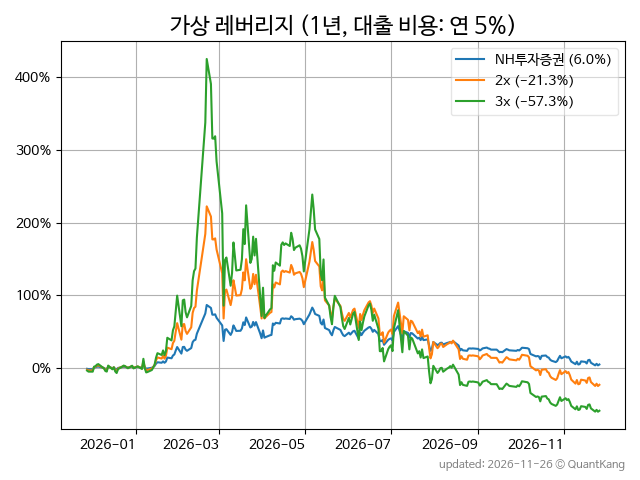 가상 레버리지 (1년, 대출 비용: 연 5%)
NH투자증권 (6.0%)
2x (−21.3%)
3x (−57.3%)
400%
300%
200%
100%
0%
2026-01 2026-03 2026-05 2026-07 2026-09 2026-11
updated: 2026-11-26 © QuantKang